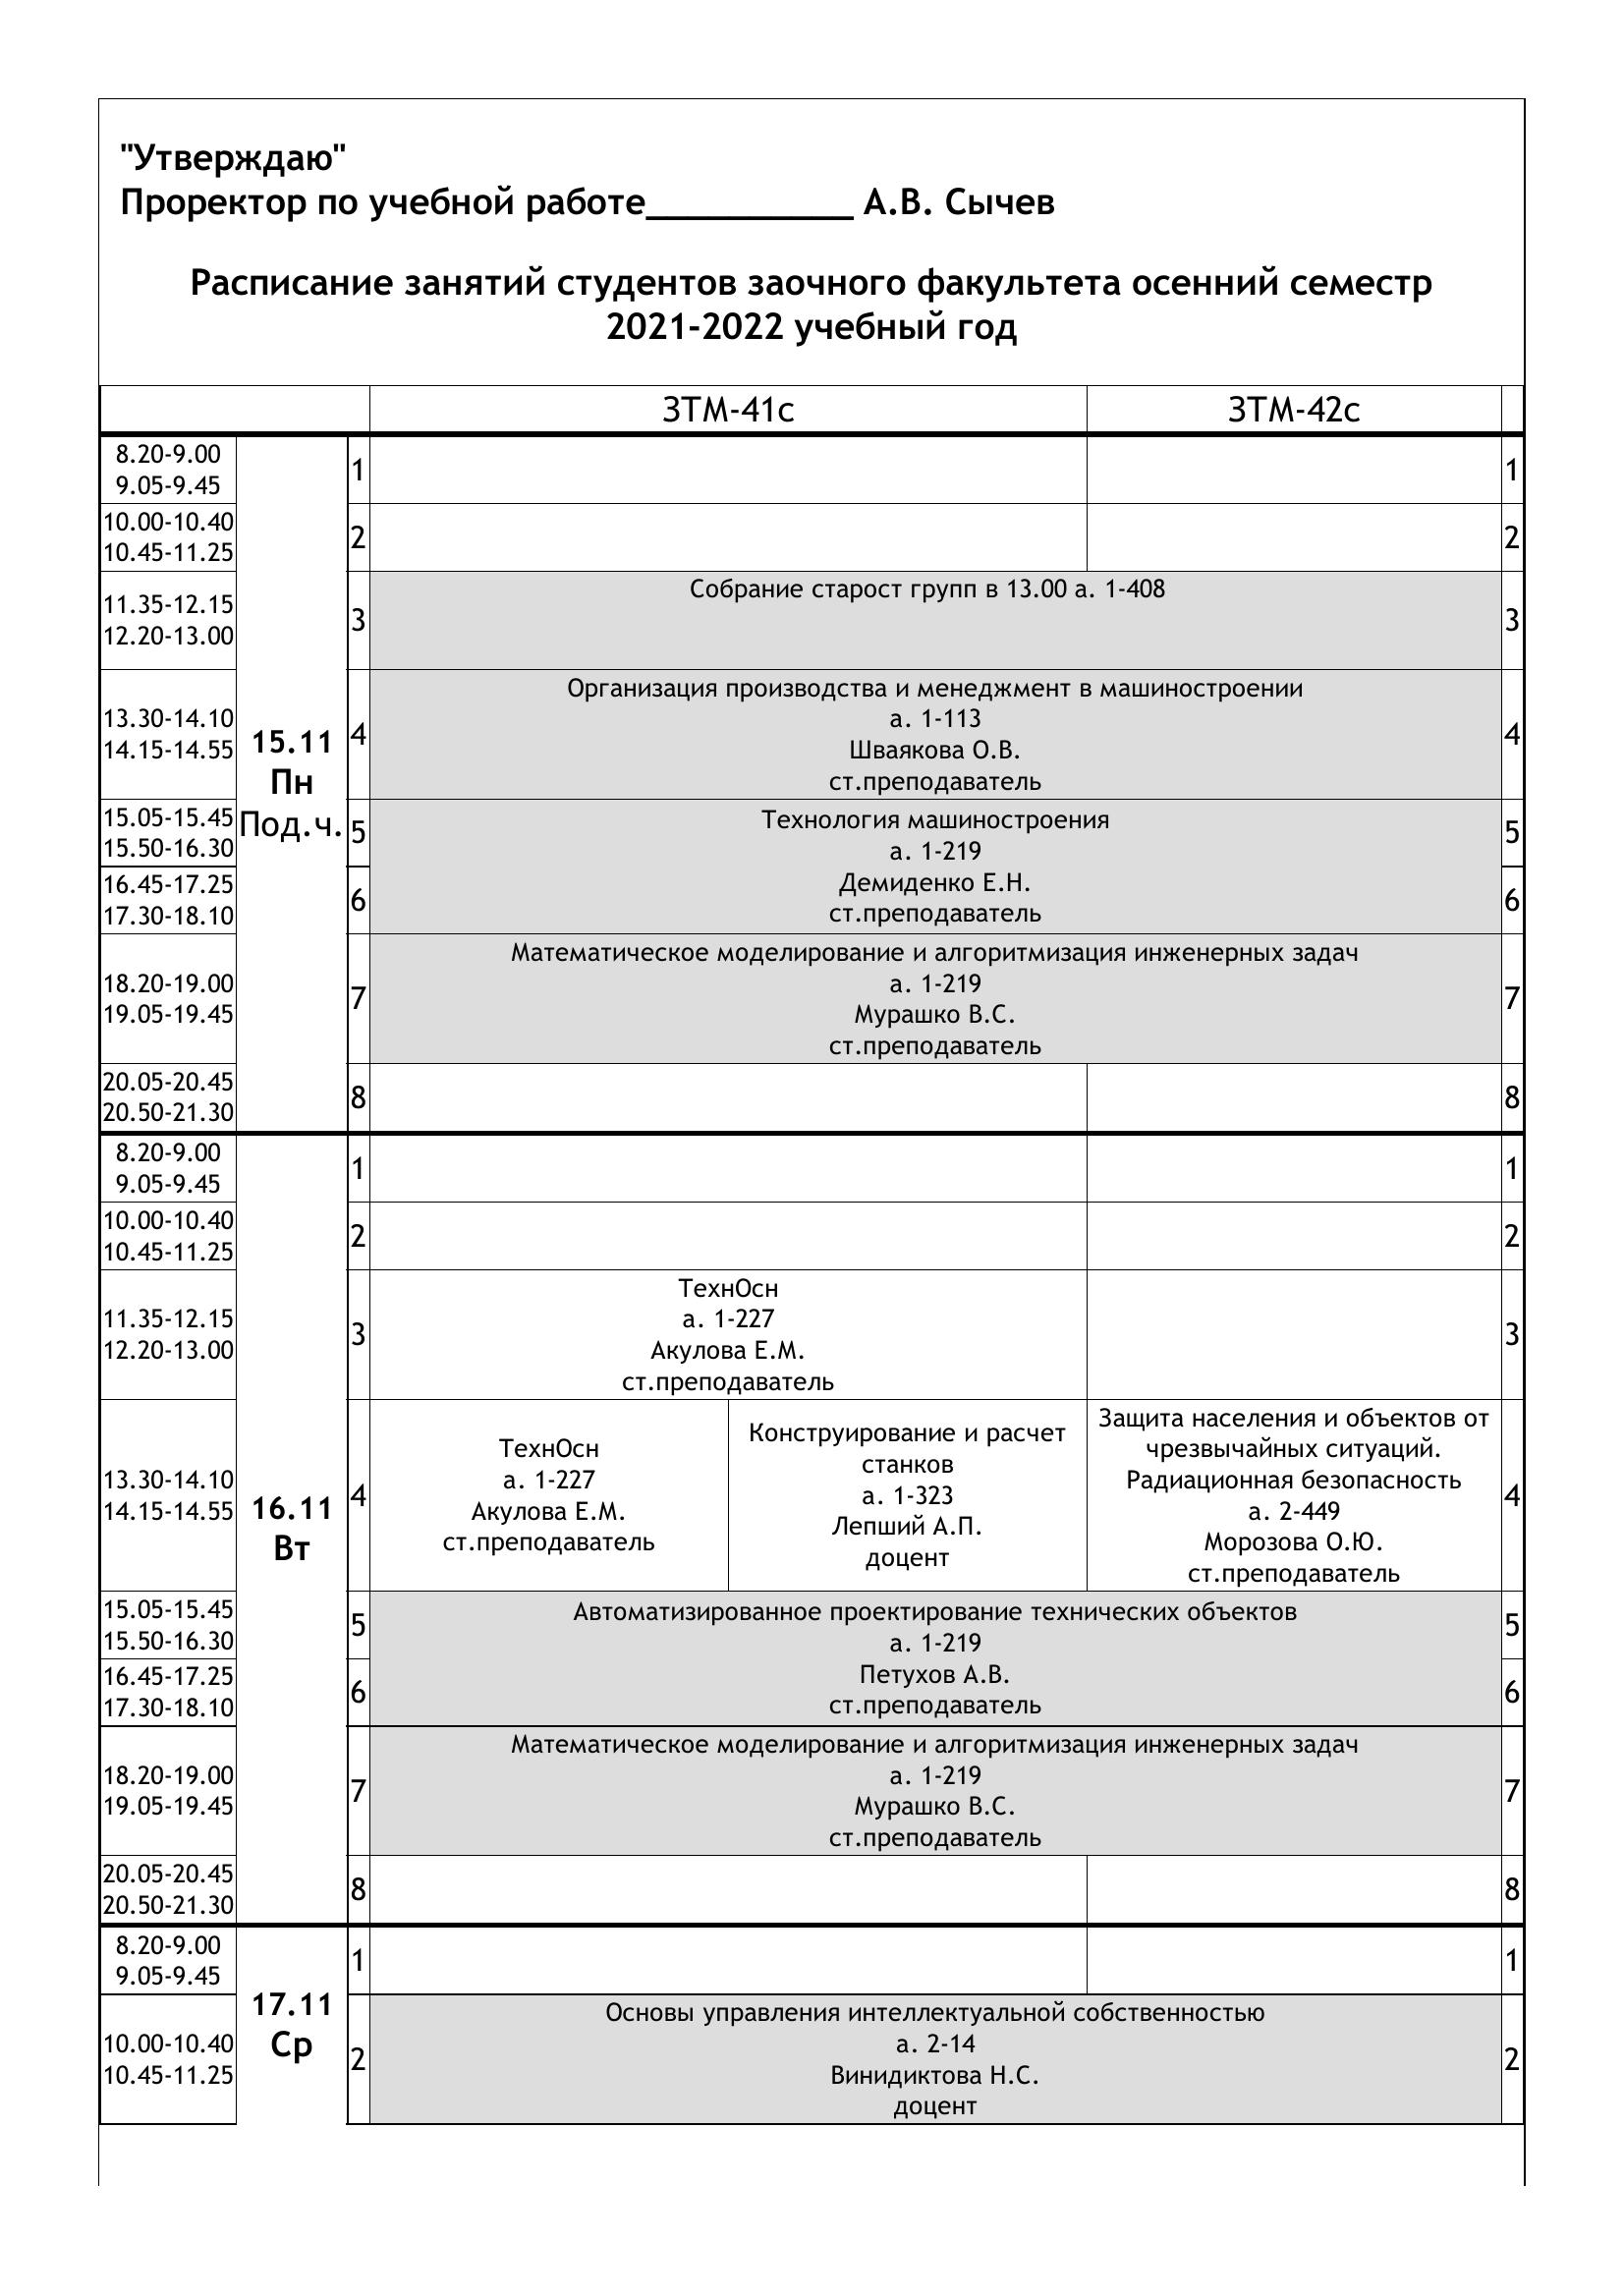 "Утверждаю"
Проректор по учебной работе___________ А.В. Сычев
Расписание занятий студентов заочного факультета осенний семестр
2021-2022 учебный год
ЗТМ-41с ЗТМ-42с
8.20-9.00
9.05-9.45
1 1
10.00-10.40
10.45-11.25
2 2
11.35-12.15
12.20-13.00
3 3
Собрание старост групп в 13.00 а. 1-408
13.30-14.10
14.15-14.55
15.11
Пн
Под.ч.
4 4
Организация производства и менеджмент в машиностроении
а. 1-113
Шваякова О.В.
ст.преподаватель
15.05-15.45
15.50-16.30
5 5
16.45-17.25
17.30-18.10
6 6
Технология машиностроения
а. 1-219
Демиденко Е.Н.
ст.преподаватель
18.20-19.00
19.05-19.45
7 7
Математическое моделирование и алгоритмизация инженерных задач
а. 1-219
Мурашко В.С.
ст.преподаватель
20.05-20.45
20.50-21.30
8 8
8.20-9.00
9.05-9.45
1 1
10.00-10.40
10.45-11.25
2 2
11.35-12.15
12.20-13.00
3 3
ТехнОсн
а. 1-227
Акулова Е.М.
ст.преподаватель
13.30-14.10
14.15-14.55
16.11
Вт
4 4
ТехнОсн
а. 1-227
Акулова Е.М.
ст.преподаватель
Конструирование и расчет
станков
а. 1-323
Лепший А.П.
доцент
Защита населения и объектов от
чрезвычайных ситуаций.
Радиационная безопасность
а. 2-449
Морозова О.Ю.
ст.преподаватель
15.05-15.45
15.50-16.30
5 5
16.45-17.25
17.30-18.10
6 6
Автоматизированное проектирование технических объектов
а. 1-219
Петухов А.В.
ст.преподаватель
18.20-19.00
19.05-19.45
7 7
Математическое моделирование и алгоритмизация инженерных задач
а. 1-219
Мурашко В.С.
ст.преподаватель
20.05-20.45
20.50-21.30
8 8
8.20-9.00
9.05-9.45
1 1
17.11
Ср
10.00-10.40
10.45-11.25
2 2
Основы управления интеллектуальной собственностью
а. 2-14
Винидиктова Н.С.
доцент